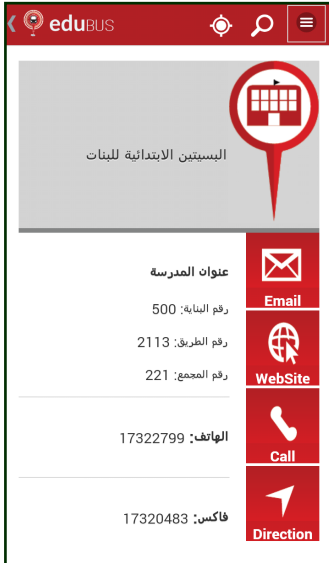 eduBUS
البسيتين الابتدائية للبنات
عنوان المدرسة
رقم البناية: 500
رقم الطريق: 2113
رقم المجمع: 221
الهاتف: 17322799
فاكس: 17320483
Email
WebSite
Call
Direction